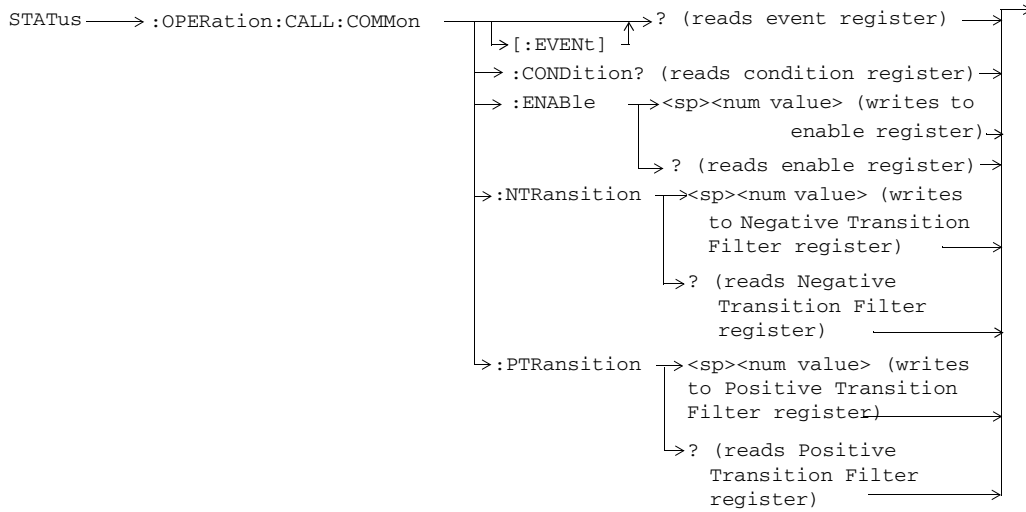 STATus :OPERation:CALL:COMMon ? (reads event register)
[:EVENt]
:CONDition? (reads condition register)
:ENABle <sp><num value> (writes to
enable register)
? (reads enable register)
:NTRansition <sp><num value> (writes
to Negative Transition
Filter register)
? (reads Negative
Transition Filter
register)
:PTRansition <sp><num value> (writes
to Positive Transition
Filter register)
? (reads Positive
Transition Filter
register)